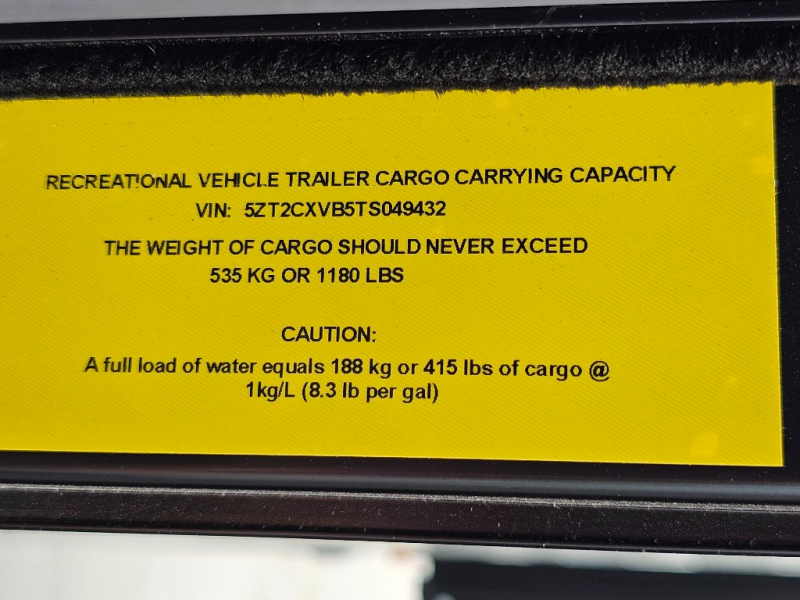 RECREATIONAL VEHICLE TRAILER CARGO CARRYING CAPACITY
VIN: 5ZT2CXVB5TS049432
THE WEIGHT OF CARGO SHOULD NEVER EXCEED
535 KG OR 1180 LBS
CAUTION:
A full load of water equals 188 kg or 415 lbs of cargo @
1kg/L (8.3 lb per gal)